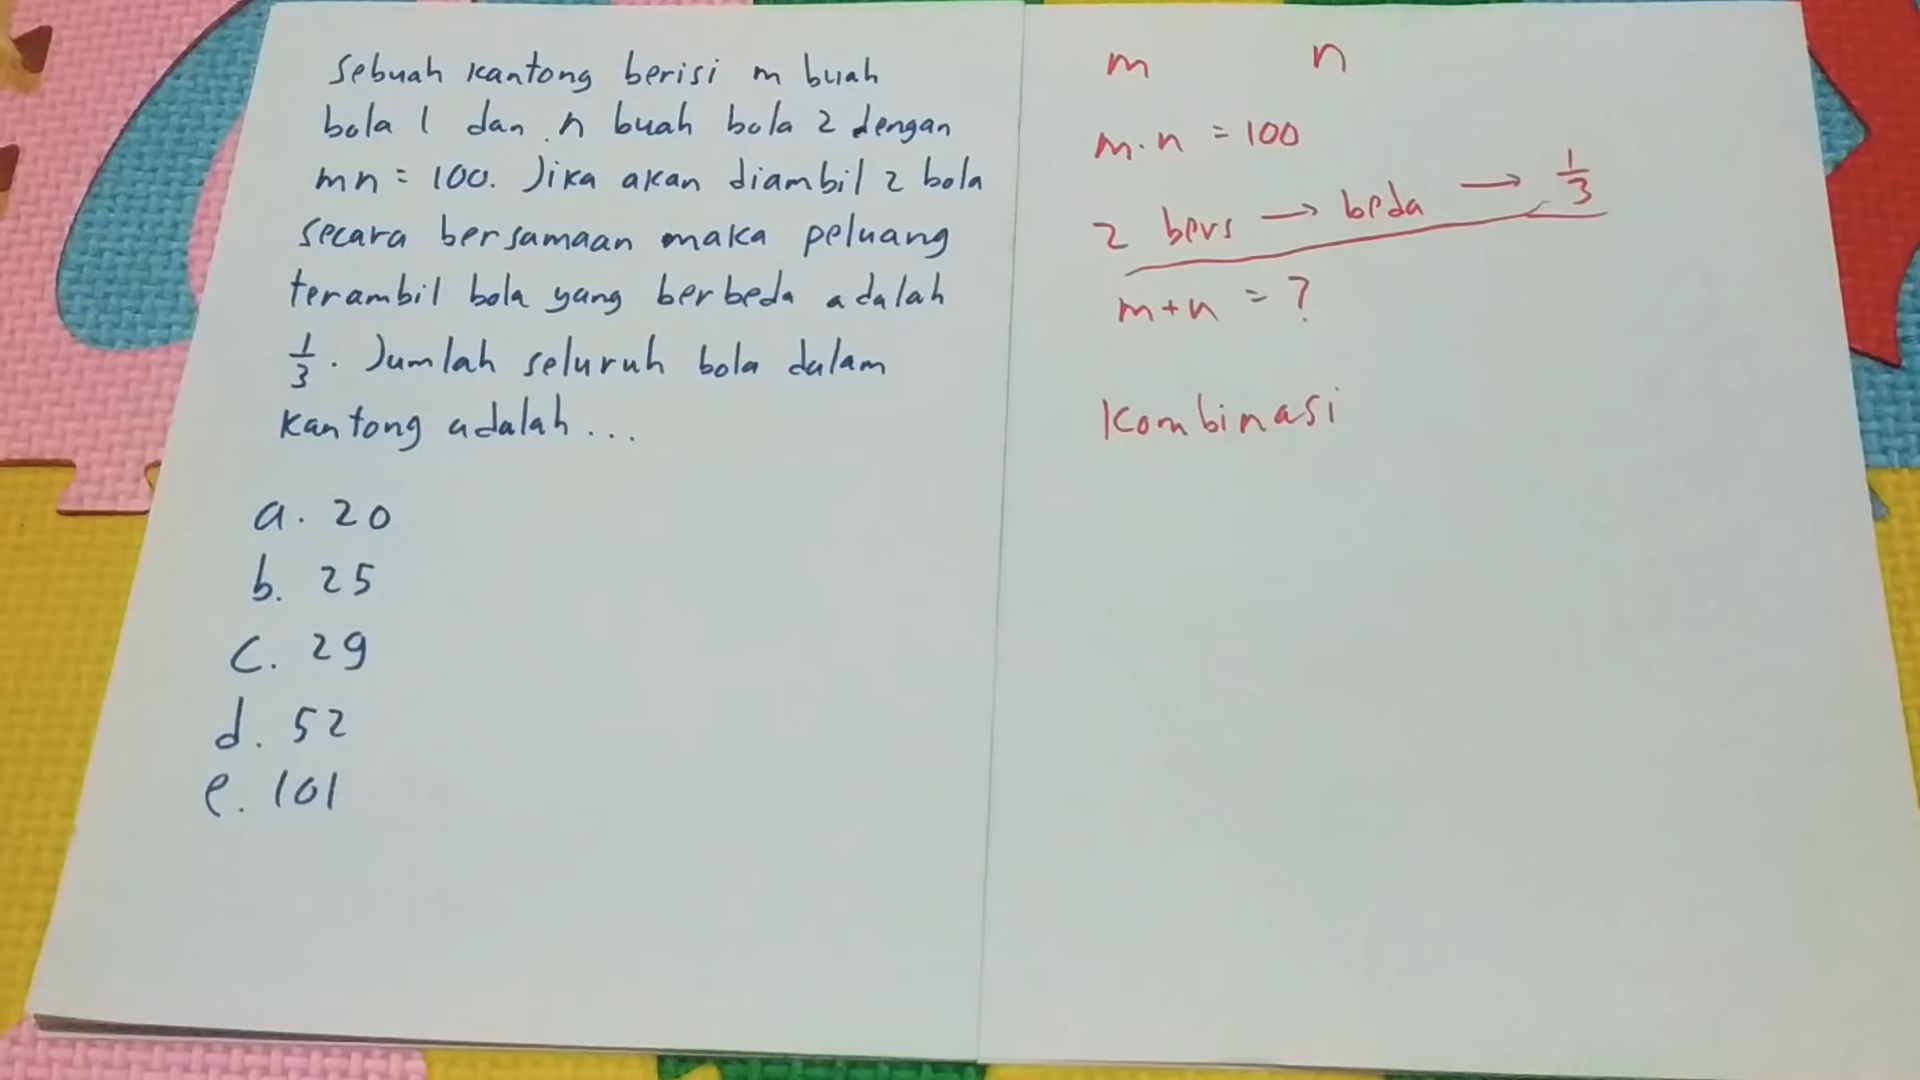 Sebuah kantong berisi m buah
bola 1 dan n buah bola 2 dengan
mn = 100. Jika akan diambil 2 bola
secara bersamaan maka peluang
terambil bola yang berbeda adalah
1/3. Jumlah seluruh bola dalam
kantong adalah...
a. 20
b. 25
c. 29
d. 52
e. 101
m n
m.n = 100
2 bers → beda → 1/3
m+n = ?
Kombinasi